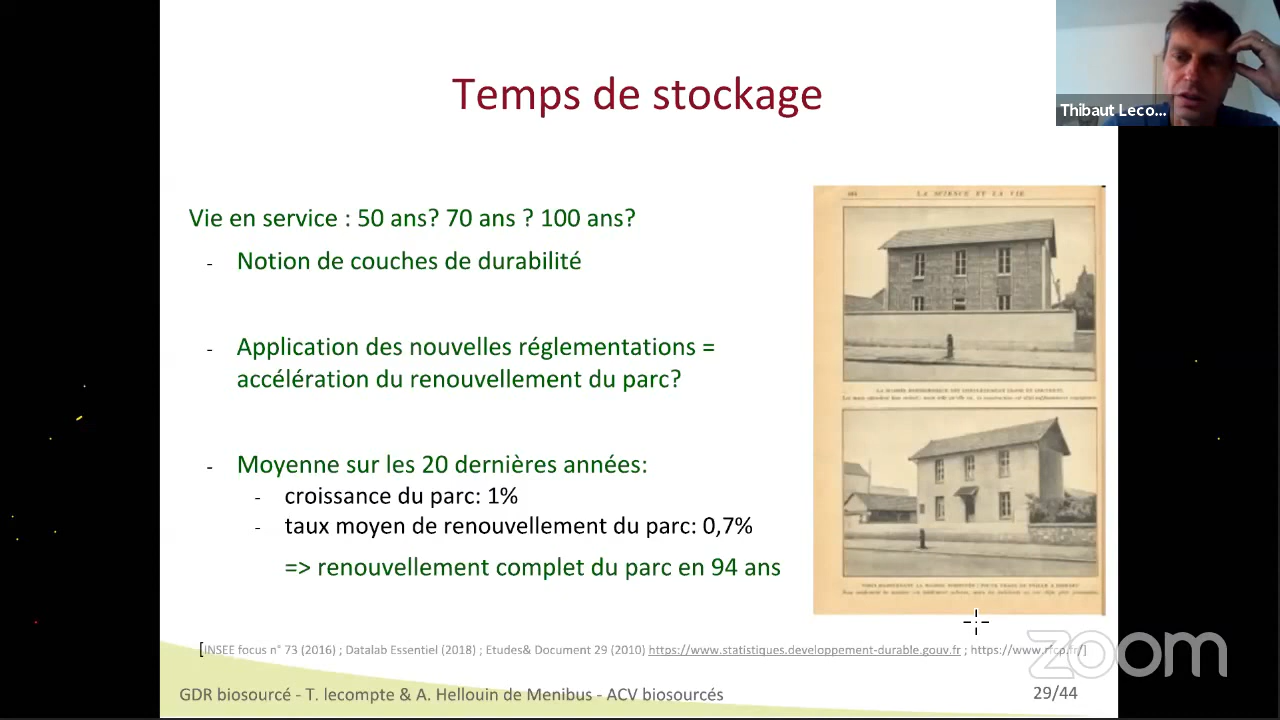 Thibaut Leco...
Temps de stockage
LA SCIENCE ET LA VIE
Vie en service : 50 ans? 70 ans ? 100 ans?
- Notion de couches de durabilité
- Application des nouvelles réglementations =
accélération du renouvellement du parc?
- Moyenne sur les 20 dernières années:
- croissance du parc: 1%
- taux moyen de renouvellement du parc: 0,7%
=> renouvellement complet du parc en 94 ans
[INSEE focus n° 73 (2016) ; Datalab Essentiel (2018) ; Etudes& Document 29 (2010) https://www.statistiques.developpement-durable.gouv.fr ; https://www.rfcp.fr/]
zoom
GDR biosourcé - T. lecompte & A. Hellouin de Menibus - ACV biosourcés
29/44